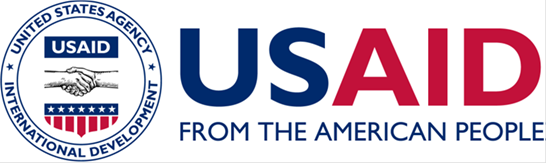 UNITED STATES AGENCY
USAID
INTERNATIONAL DEVELOPMENT
USAID
FROM THE AMERICAN PEOPLE